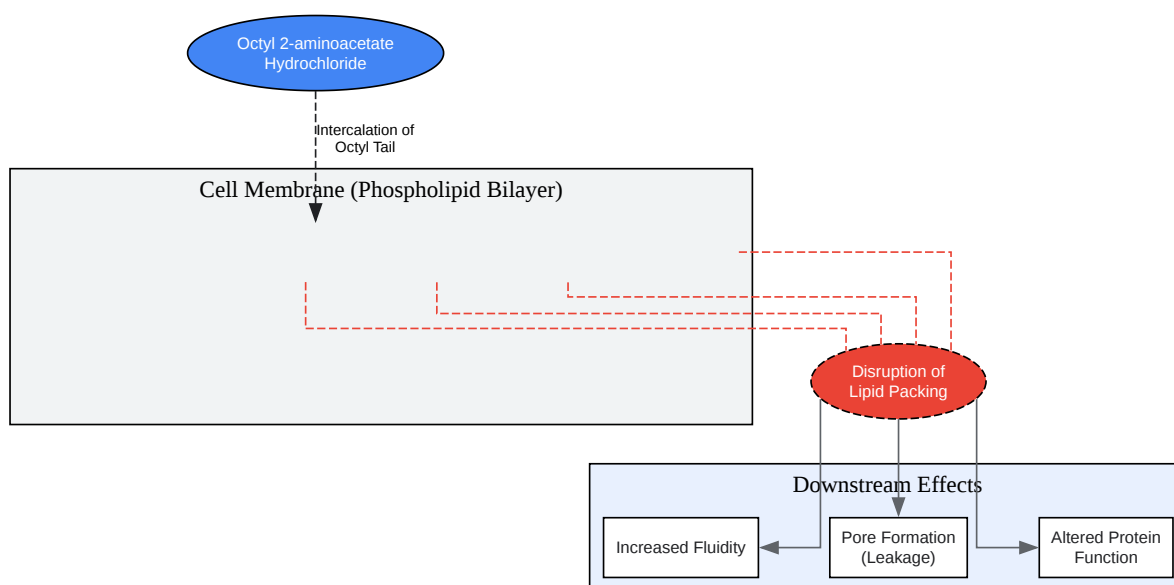 Octyl 2-aminoacetate
Hydrochloride
Intercalation of
Octyl Tail
Cell Membrane (Phospholipid Bilayer)
Disruption of
Lipid Packing
Downstream Effects
Increased Fluidity
Pore Formation
(Leakage)
Altered Protein
Function